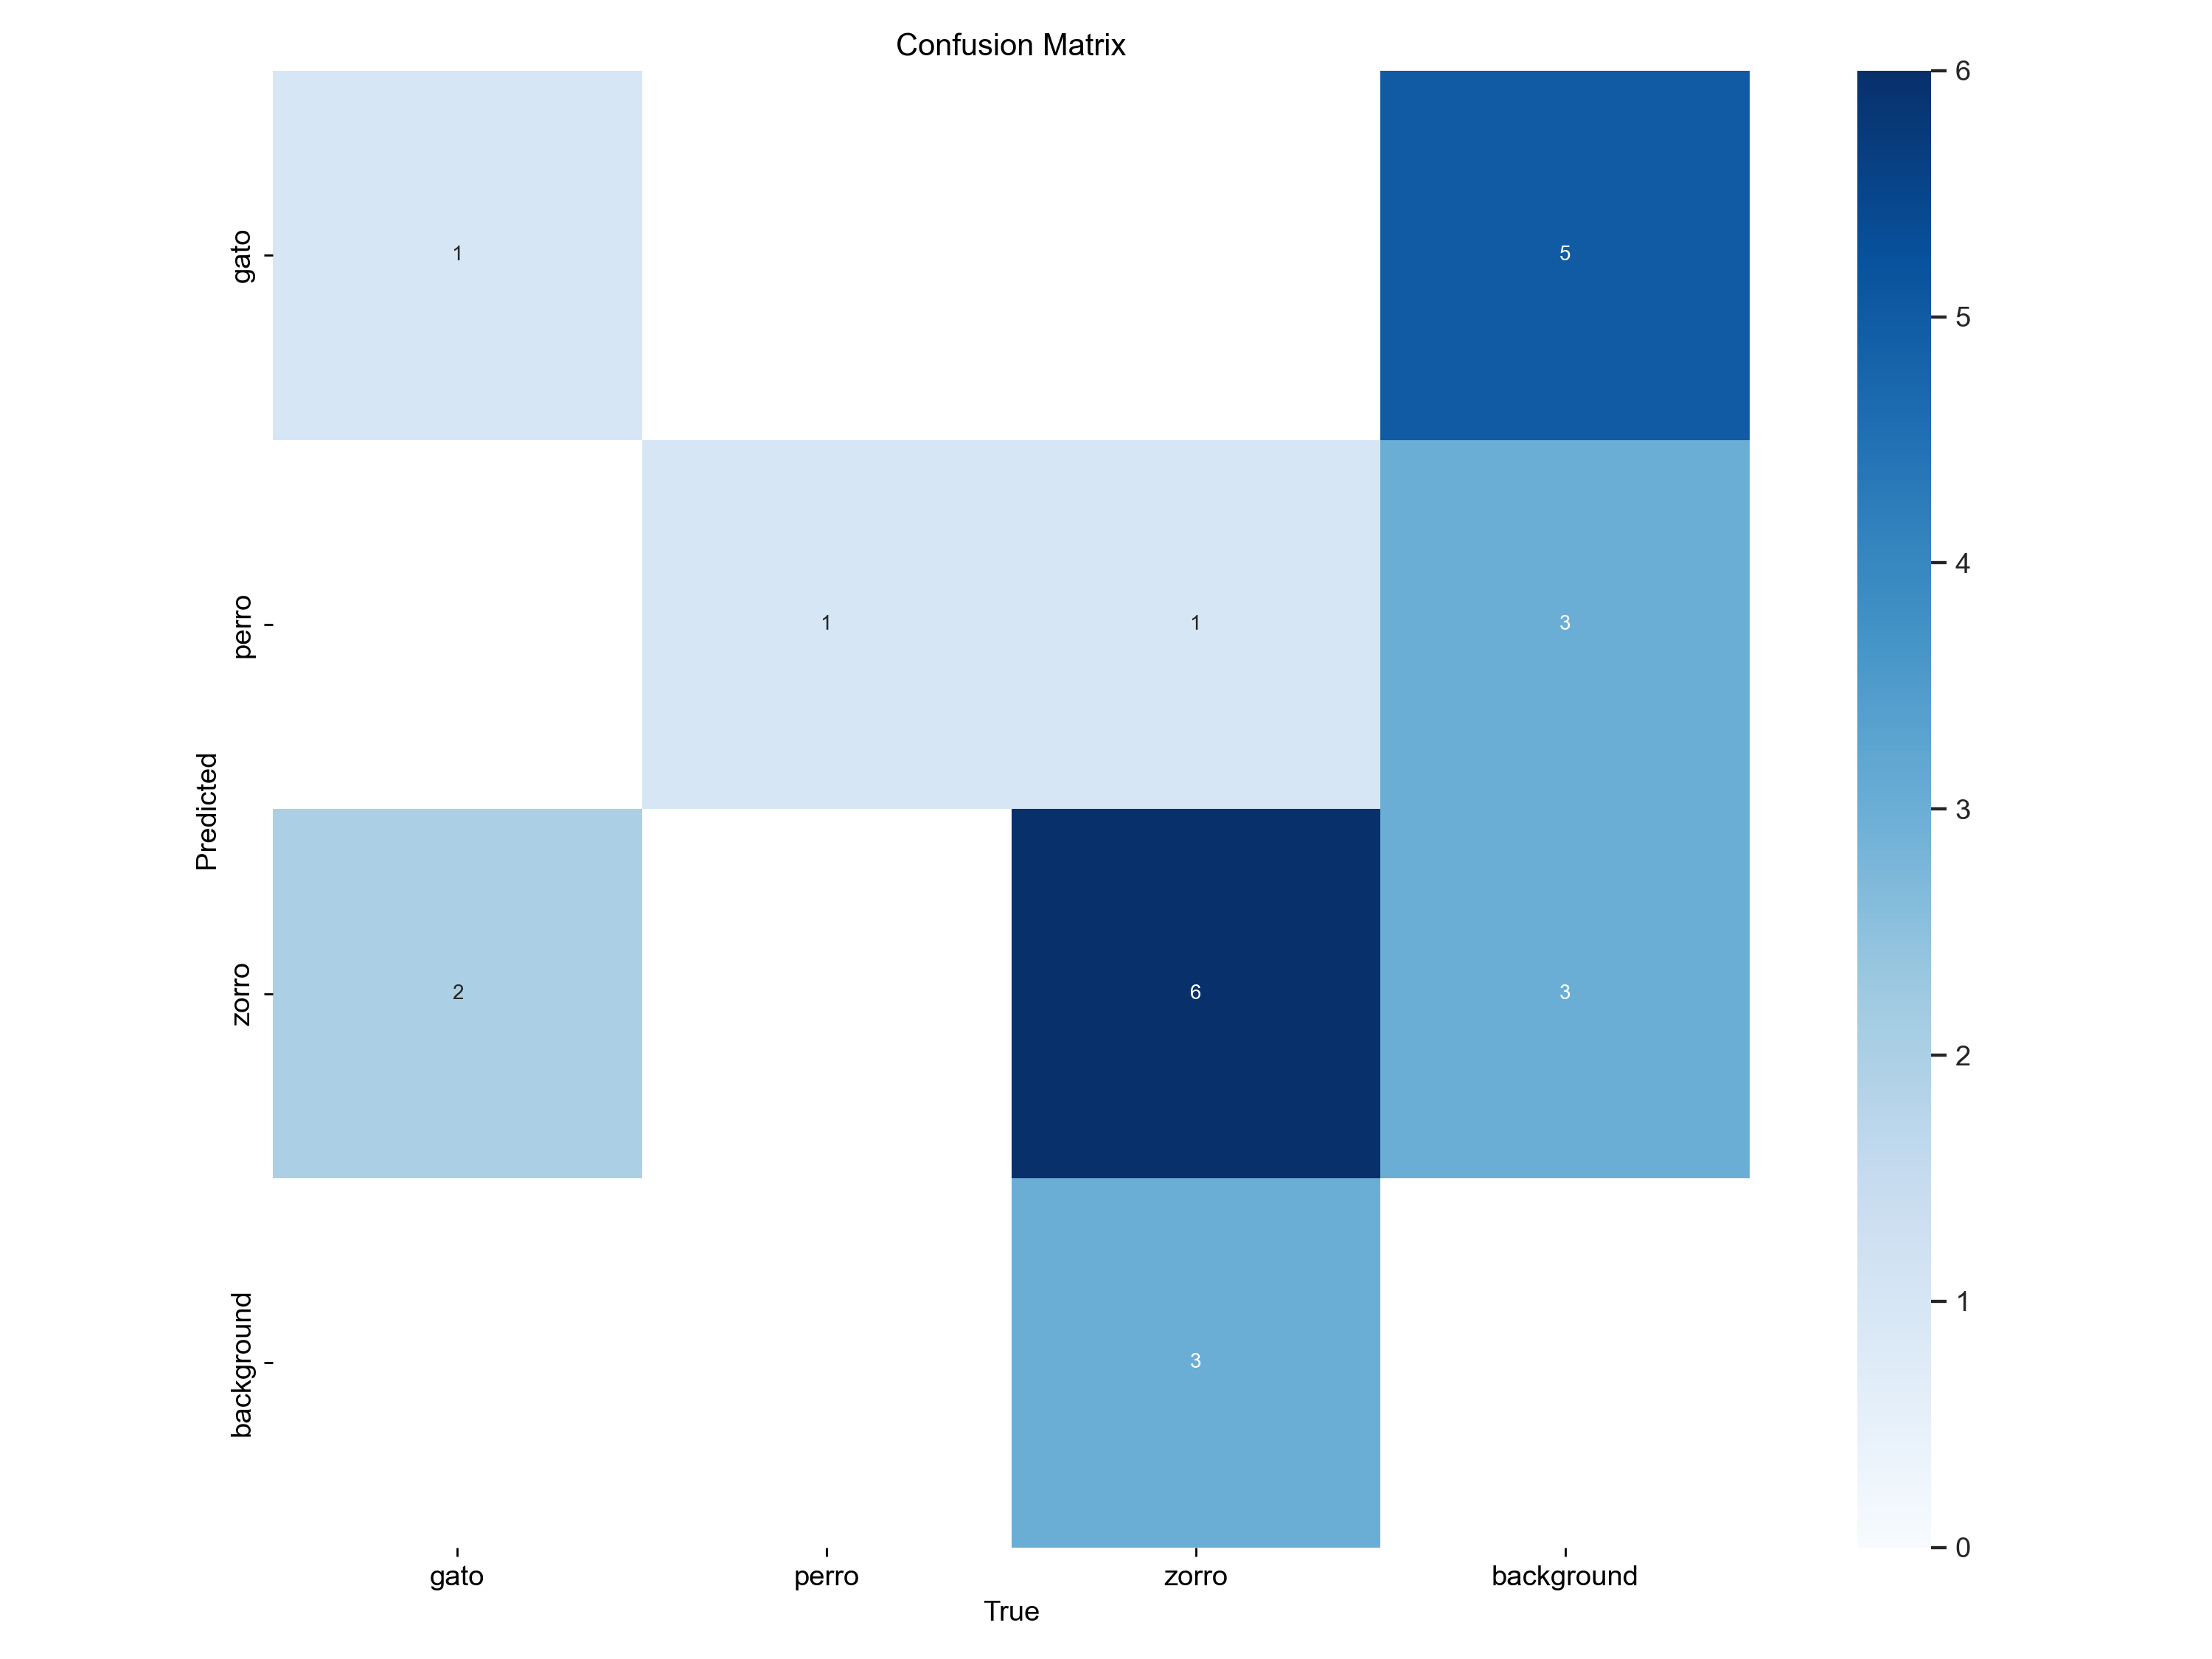 Confusion Matrix
gato
perro
zorro
background
Predicted
1
5
1
1
3
2
6
3
3
gato
perro
zorro
background
True
6
5
4
3
2
1
0